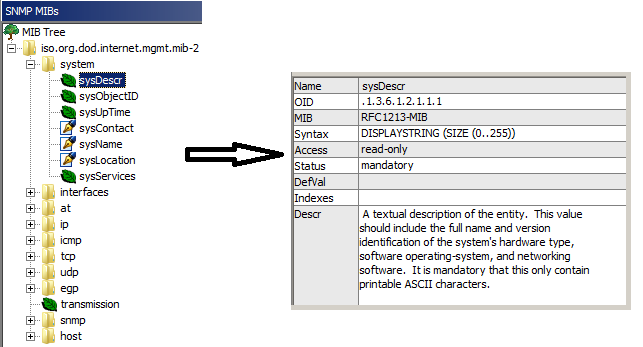 SNMP MIBs
MIB Tree
iso.org.dod.internet.mgmt.mib-2
system
sysDescr
sysObjectID
sysUpTime
sysContact
sysName
sysLocation
sysServices
interfaces
at
ip
icmp
tcp
udp
egp
transmission
snmp
host
Name sysDescr
OID .1.3.6.1.2.1.1.1
MIB RFC1213-MIB
Syntax DISPLAYSTRING (SIZE (0..255))
Access read-only
Status mandatory
DefVal
Indexes
Descr A textual description of the entity. This value
should include the full name and version
identification of the system's hardware type,
software operating-system, and networking
software. It is mandatory that this only contain
printable ASCII characters.